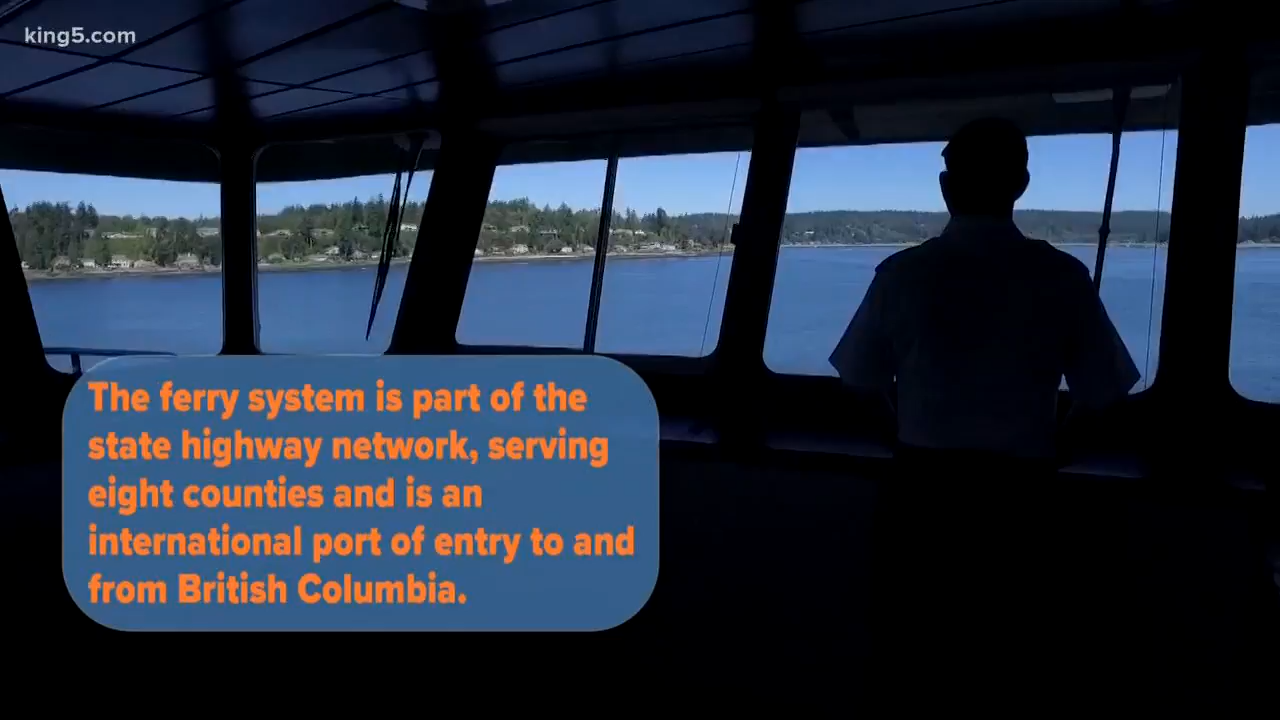 king5.com
The ferry system is part of the
state highway network, serving
eight counties and is an
international port of entry to and
from British Columbia.